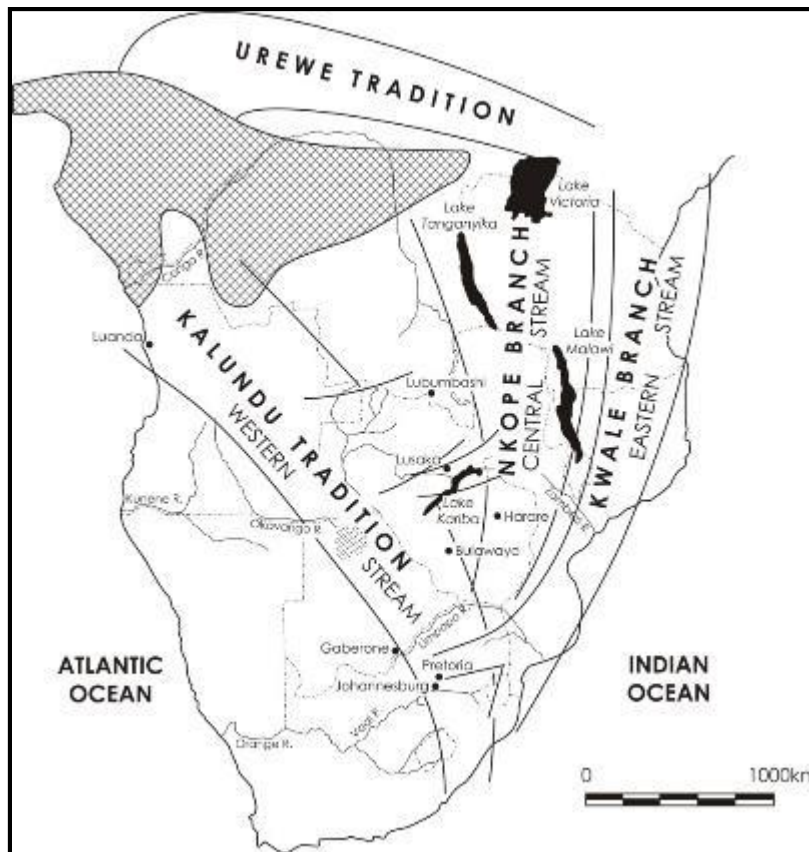 UREWE TRADITION
Lake
Victoria
Lake
Tanganyika
Congo R.
NKOPE BRANCH
CENTRAL STREAM
KWALE BRANCH
EASTERN STREAM
Luanda
KALUNDU TRADITION
WESTERN STREAM
Lake
Malawi
Lubumbashi
Lusaka
Lake
Kariba
Harare
Zambezi R.
Kunene R.
Okavango R.
Bulawayo
Limpopo R.
Gaberone
Pretoria
Johannesburg
ATLANTIC
OCEAN
INDIAN
OCEAN
Vaal R.
Orange R.
0 1000km